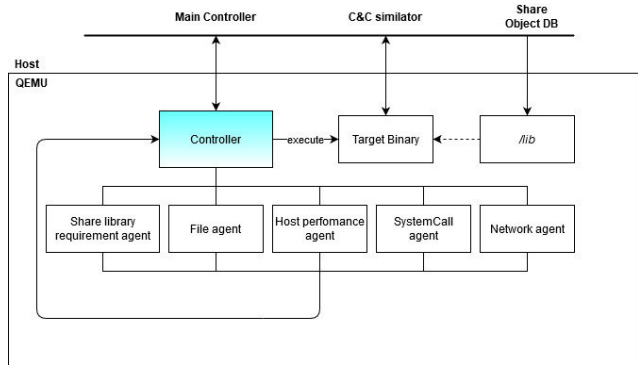 Main Controller
C&C similator
Share
Object DB
Host
QEMU
Controller
execute
Target Binary
/lib
Share library
requirement agent
File agent
Host perfomance
agent
SystemCall
agent
Network agent